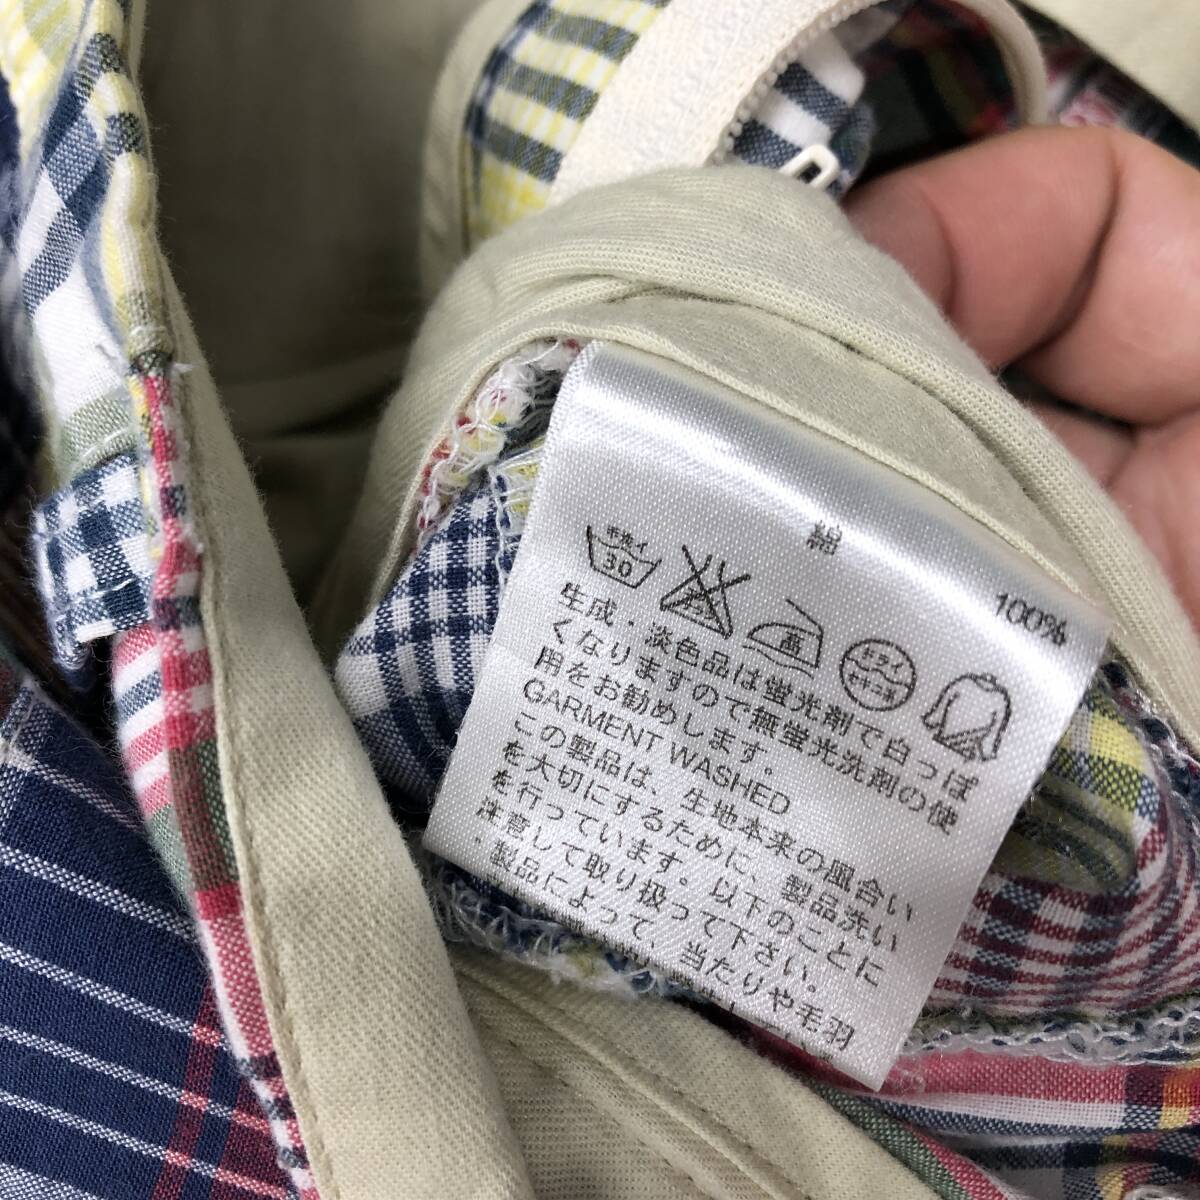 綿 100%
手洗イ
30
高
ドライ
生成・淡色品は蛍光剤で白っぽ
くなりますので無蛍光洗剤の使
用をお勧めします。
GARMENT WASHED
この製品は、生地本来の風合い
を大切にするために、製品洗い
を行っています。以下のことに
注意して取り扱って下さい。
・製品によって、当たりや毛羽